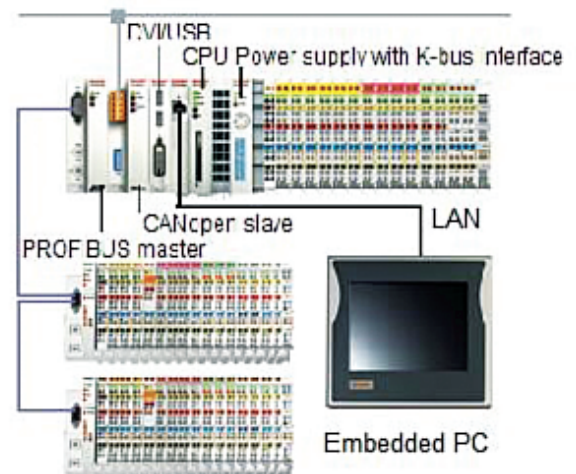 DVI/USB
CPU Power supply with K-bus interface
CANopen slave
LAN
PROFIBUS master
Embedded PC